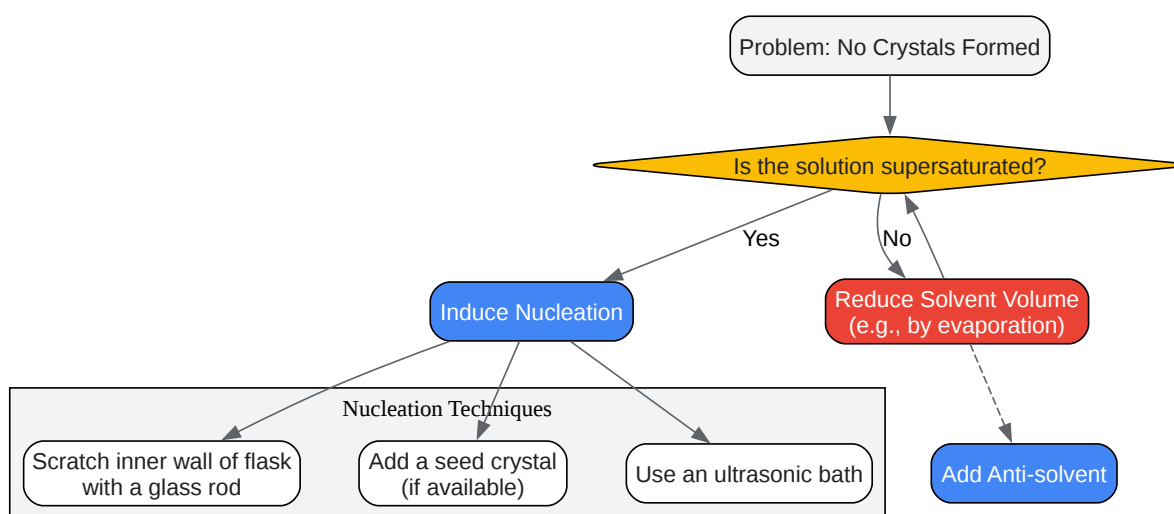 Problem: No Crystals Formed
Is the solution supersaturated?
Yes
No
Induce Nucleation
Reduce Solvent Volume
(e.g., by evaporation)
Nucleation Techniques
Scratch inner wall of flask
with a glass rod
Add a seed crystal
(if available)
Use an ultrasonic bath
Add Anti-solvent